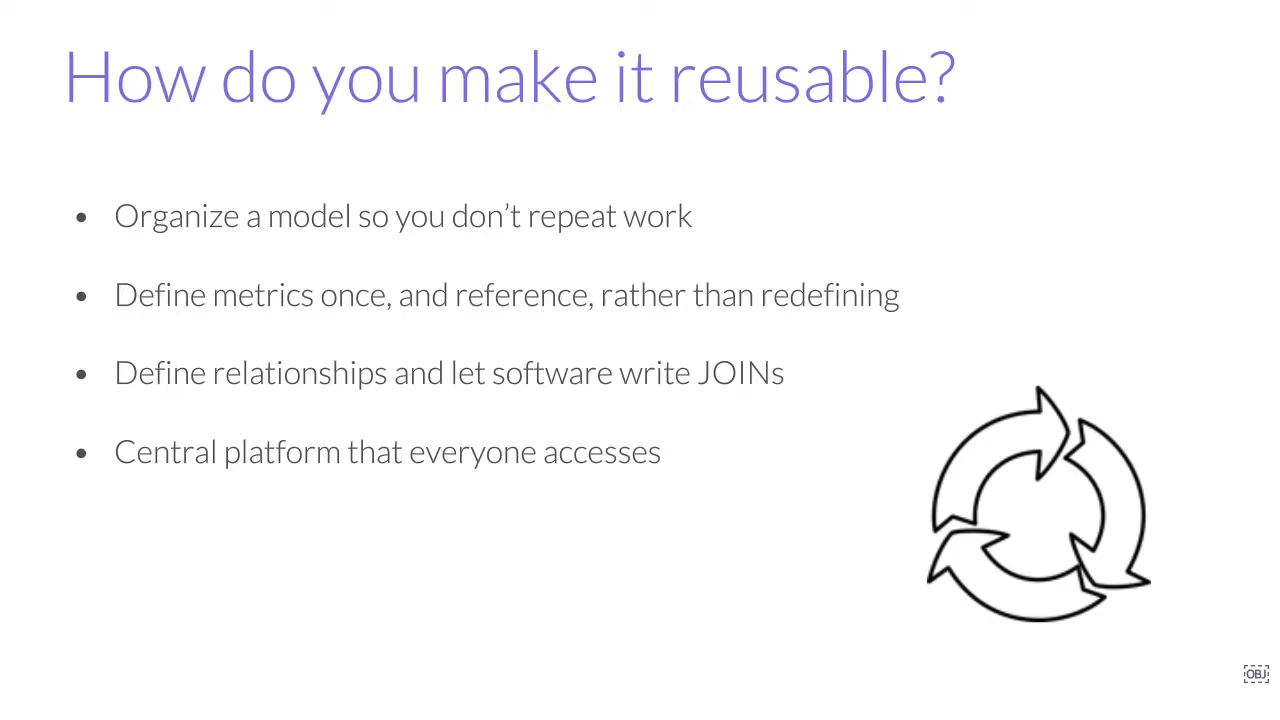 How do you make it reusable?
• Organize a model so you don’t repeat work
• Define metrics once, and reference, rather than redefining
• Define relationships and let software write JOINs
• Central platform that everyone accesses
OBJ